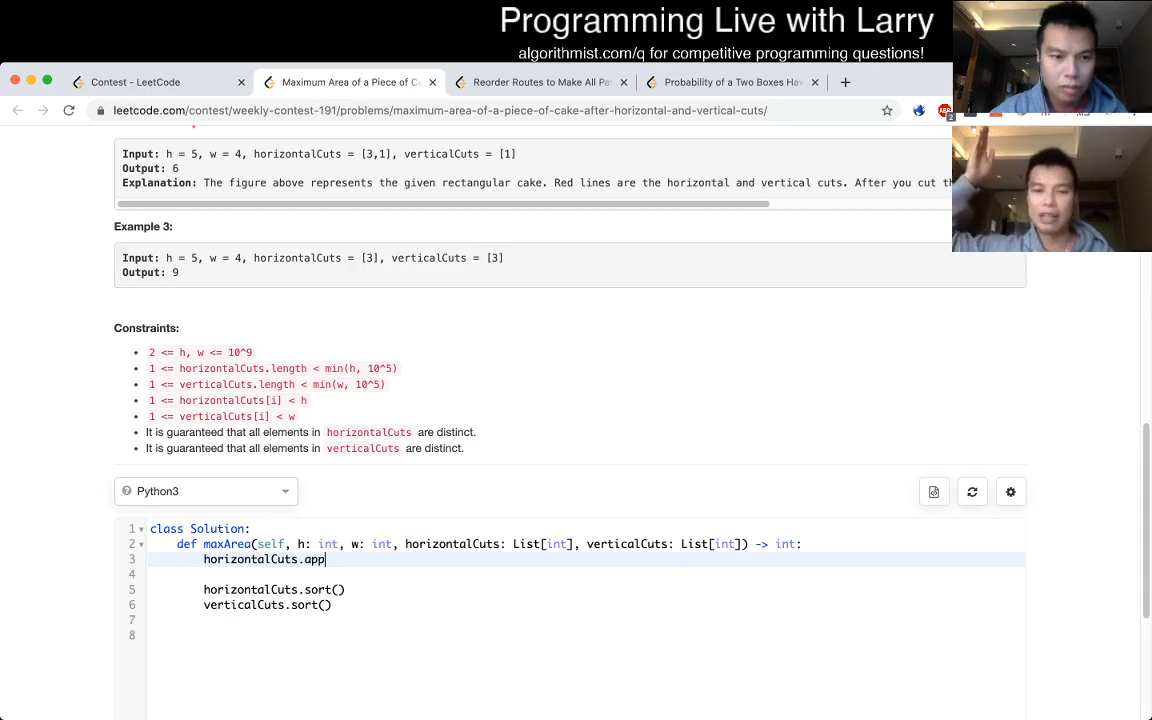 Programming Live with Larry
algorithmist.com/q for competitive programming questions!
Contest - LeetCode
Maximum Area of a Piece of Ca
Reorder Routes to Make All Pat
Probability of a Two Boxes Hav
leetcode.com/contest/weekly-contest-191/problems/maximum-area-of-a-piece-of-cake-after-horizontal-and-vertical-cuts/
Input: h = 5, w = 4, horizontalCuts = [3,1], verticalCuts = [1]
Output: 6
Explanation: The figure above represents the given rectangular cake. Red lines are the horizontal and vertical cuts. After you cut th
Example 3:
Input: h = 5, w = 4, horizontalCuts = [3], verticalCuts = [3]
Output: 9
Constraints:
2 <= h, w <= 10^9
1 <= horizontalCuts.length < min(h, 10^5)
1 <= verticalCuts.length < min(w, 10^5)
1 <= horizontalCuts[i] < h
1 <= verticalCuts[i] < w
It is guaranteed that all elements in horizontalCuts are distinct.
It is guaranteed that all elements in verticalCuts are distinct.
Python3
1 class Solution:
2 def maxArea(self, h: int, w: int, horizontalCuts: List[int], verticalCuts: List[int]) -> int:
3 horizontalCuts.app
4
5 horizontalCuts.sort()
6 verticalCuts.sort()
7
8